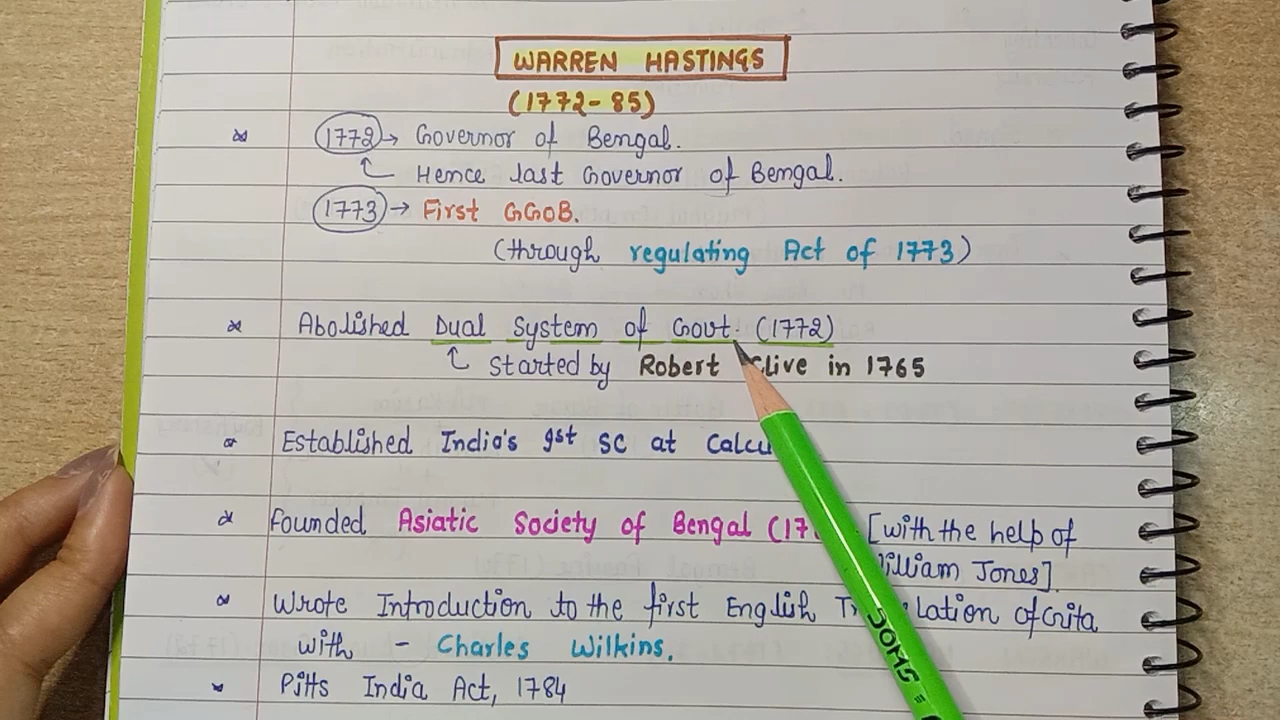 WARREN HASTINGS
(1772-85)
* 1772 → Governor of Bengal.
Hence last Governor of Bengal.
1773 → First GGOB.
(through regulating Act of 1773)
* Abolished Dual System of Govt. (1772)
Started by Robert Clive in 1765
* Established India's 1st SC at
* Founded Asiatic Society of Bengal [with the help of
William Jones].
* Wrote Introduction to the first English of Gita
with - Charles Wilkins.
* Pitts India Act, 1784
DOMS